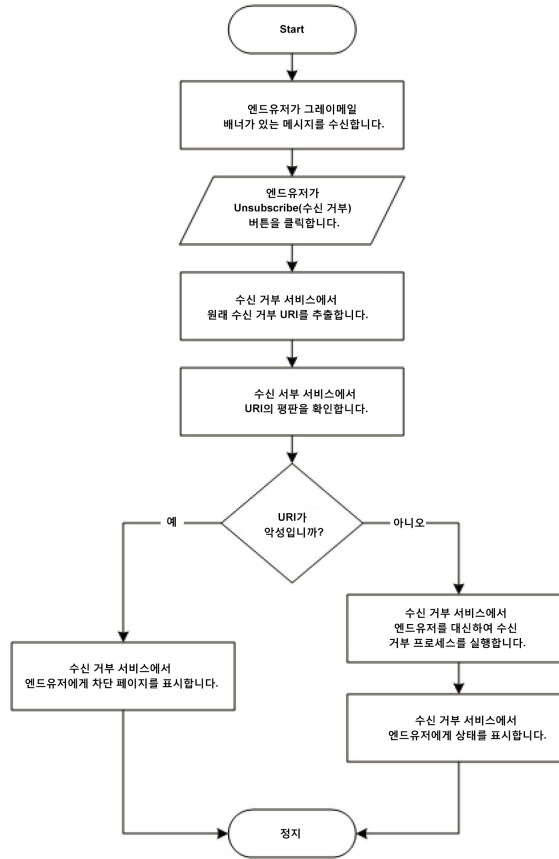 Start
엔드유저가 그레이메일
배너가 있는 메시지를 수신합니다.
엔드유저가
Unsubscribe(수신 거부)
버튼을 클릭합니다.
수신 거부 서비스에서
원래 수신 거부 URI를 추출합니다.
수신 서부 서비스에서
URI의 평판을 확인합니다.
URI가
악성입니까?
예
아니오
수신 거부 서비스에서
엔드유저를 대신하여 수신
거부 프로세스를 실행합니다.
수신 거부 서비스에서
엔드유저에게 차단 페이지를 표시합니다.
수신 거부 서비스에서
엔드유저에게 상태를 표시합니다.
정지